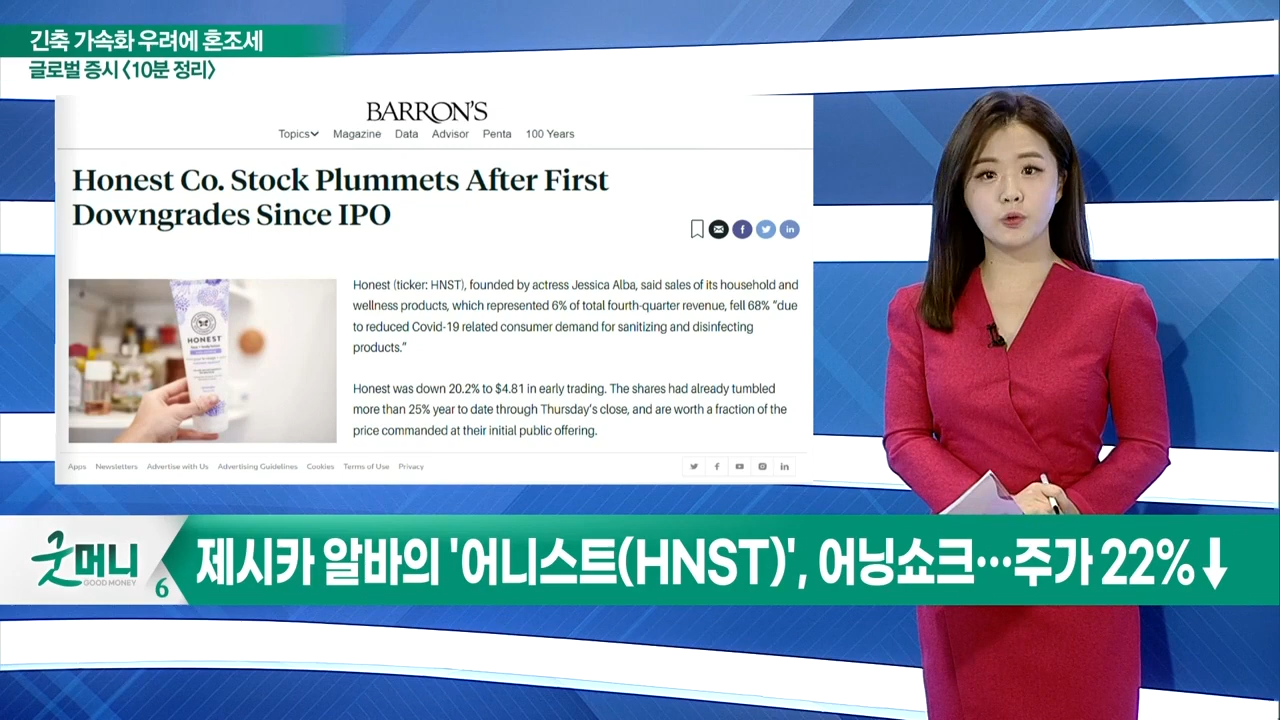 긴축 가속화 우려에 혼조세
글로벌 증시 <10분 정리>
BARRON'S
Topics Magazine Data Advisor Penta 100 Years
Honest Co. Stock Plummets After First
Downgrades Since IPO
HONEST
Honest (ticker: HNST), founded by actress Jessica Alba, said sales of its household and
wellness products, which represented 6% of total fourth-quarter revenue, fell 68% “due
to reduced Covid-19 related consumer demand for sanitizing and disinfecting
products.”
Honest was down 20.2% to $4.81 in early trading. The shares had already tumbled
more than 25% year to date through Thursday’s close, and are worth a fraction of the
price commanded at their initial public offering.
Apps Newsletters Advertise with Us Advertising Guidelines Cookies Terms of Use Privacy
굿머니
GOOD MONEY
6
제시카 알바의 '어니스트(HNST)', 어닝쇼크…주가 22%↓